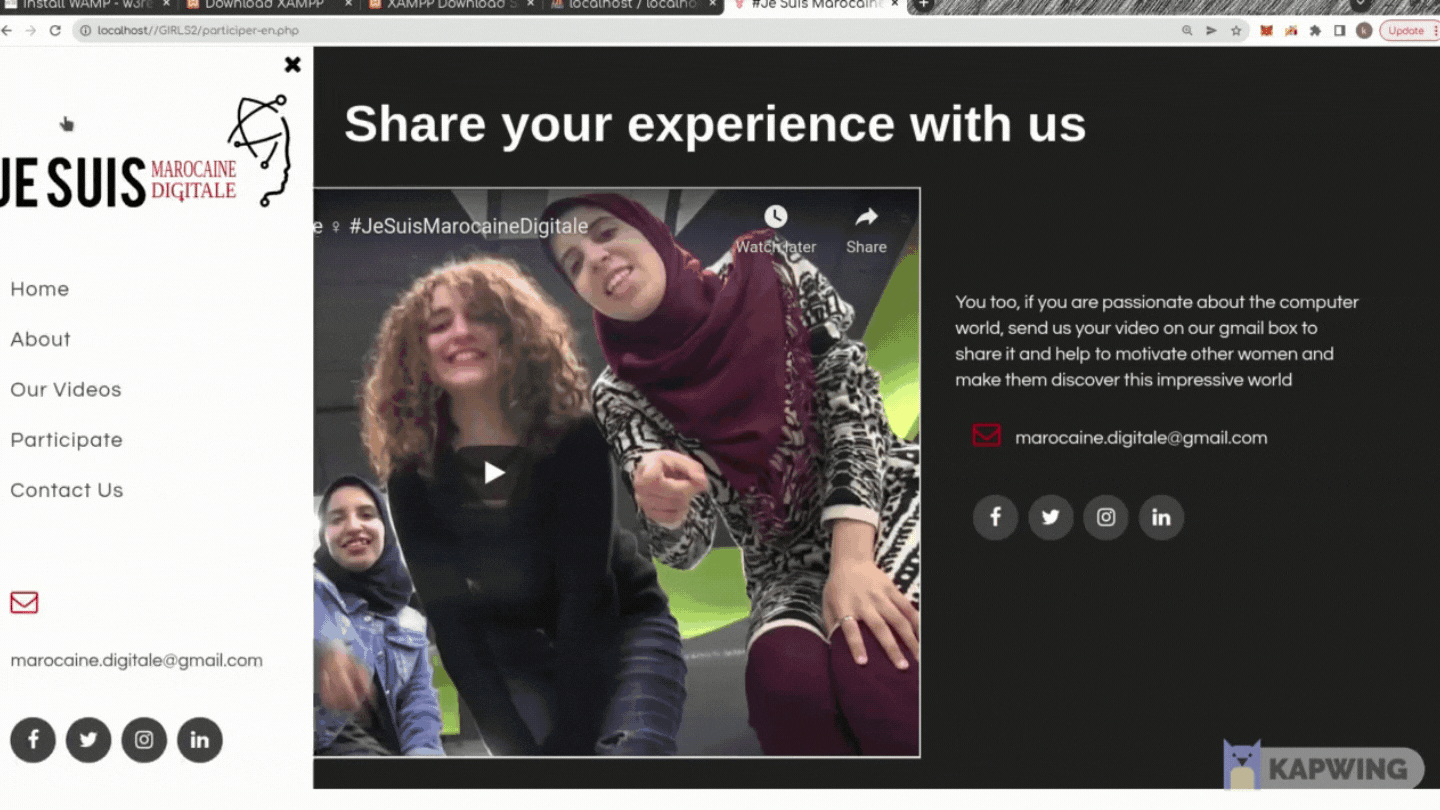 Install WAMP - w3re
Download XAMPP
XAMPP Download S
localhost / localho
#Je Suis Marocaine
localhost//GIRLS2/participer-en.php
k
Update
JE SUIS MAROCAINE
DIGITALE
Home
About
Our Videos
Participate
Contact Us
marocaine.digitale@gmail.com
Share your experience with us
e ♀ #JeSuisMarocaineDigitale
Watch later
Share
You too, if you are passionate about the computer
world, send us your video on our gmail box to
share it and help to motivate other women and
make them discover this impressive world
marocaine.digitale@gmail.com
KAPWING